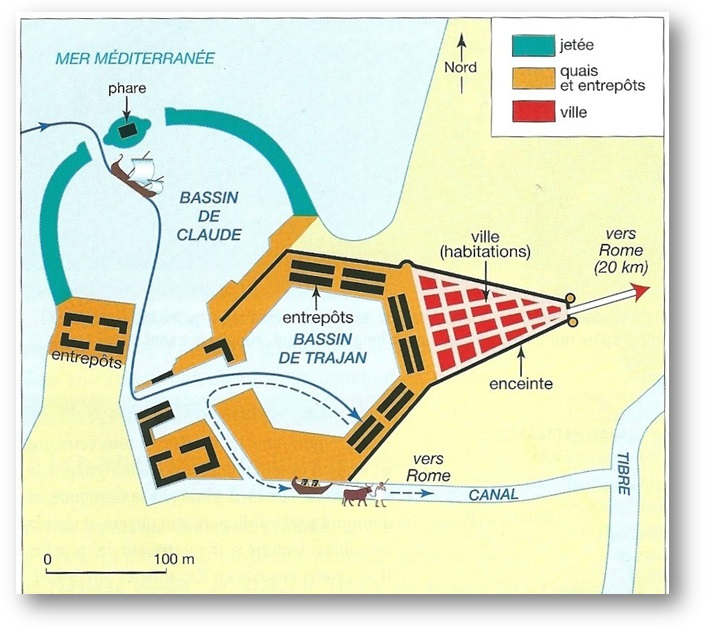 MER MÉDITERRANÉE
phare
Nord
jetée
quais
et entrepôts
ville
BASSIN
DE
CLAUDE
ville
(habitations)
vers
Rome
(20 km)
entrepôts
BASSIN
DE TRAJAN
entrepôts
enceinte
vers
Rome
CANAL
TIBRE
0 100 m